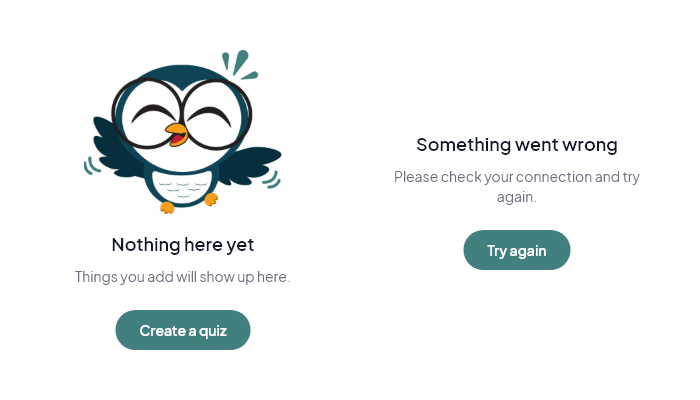 Nothing here yet
Things you add will show up here.
Create a quiz
Something went wrong
Please check your connection and try
again.
Try again